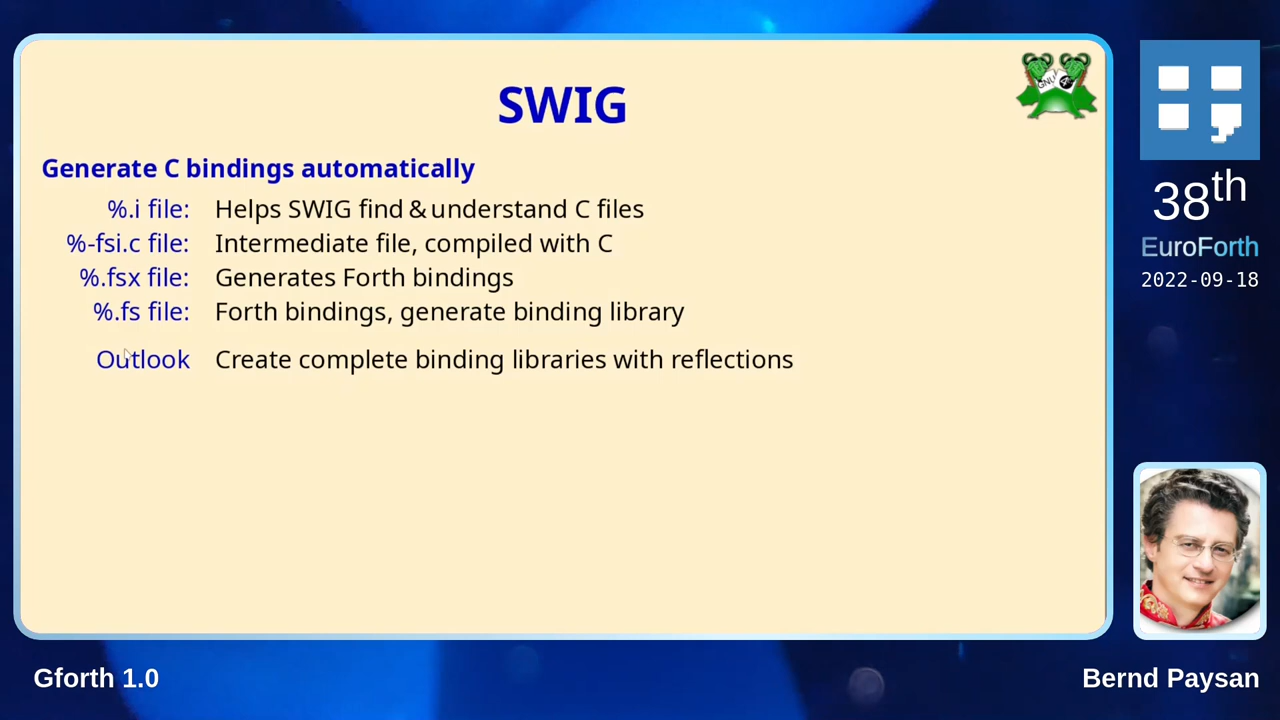 SWIG
Generate C bindings automatically
%.i file: Helps SWIG find & understand C files
%-fsi.c file: Intermediate file, compiled with C
%.fsx file: Generates Forth bindings
%.fs file: Forth bindings, generate binding library
Outlook Create complete binding libraries with reflections
GNU
38th
EuroForth
2022-09-18
Gforth 1.0
Bernd Paysan